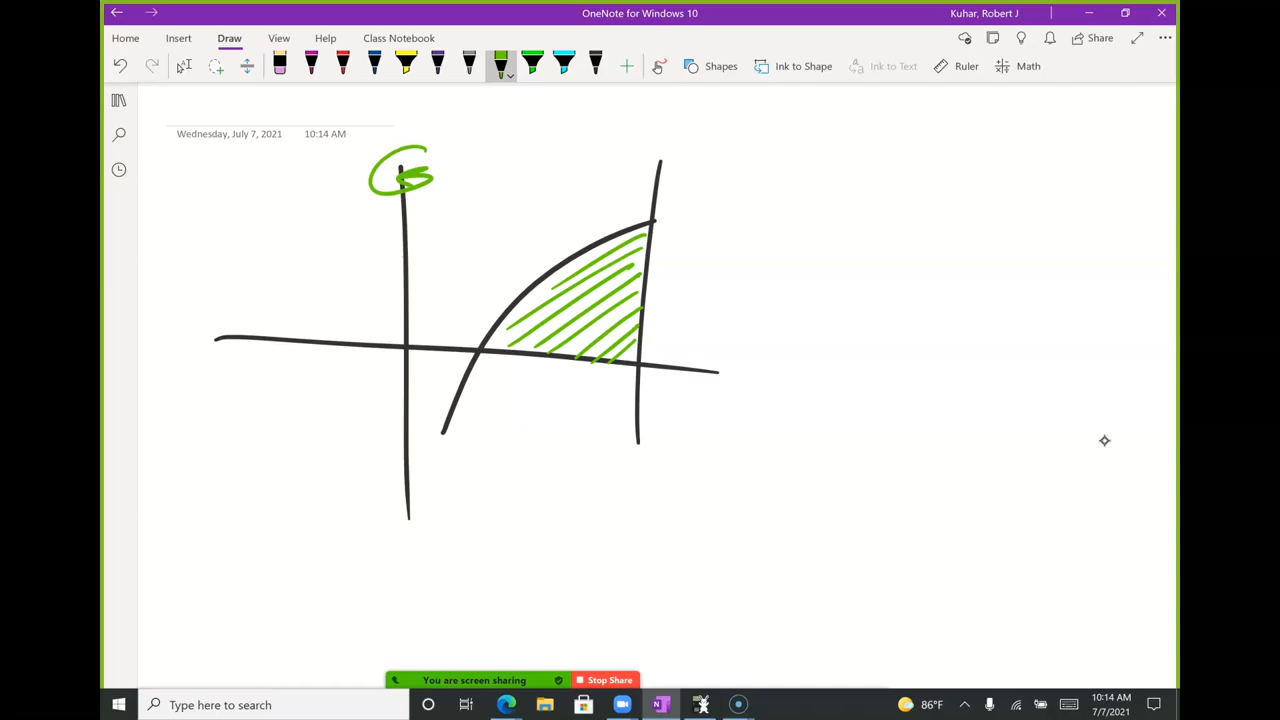 OneNote for Windows 10
Kuhar, Robert J
Home Insert Draw View Help Class Notebook
Share
Shapes Ink to Shape Ink to Text Ruler Math
Wednesday, July 7, 2021 10:14 AM
You are screen sharing Stop Share
Type here to search
86°F
10:14 AM
7/7/2021